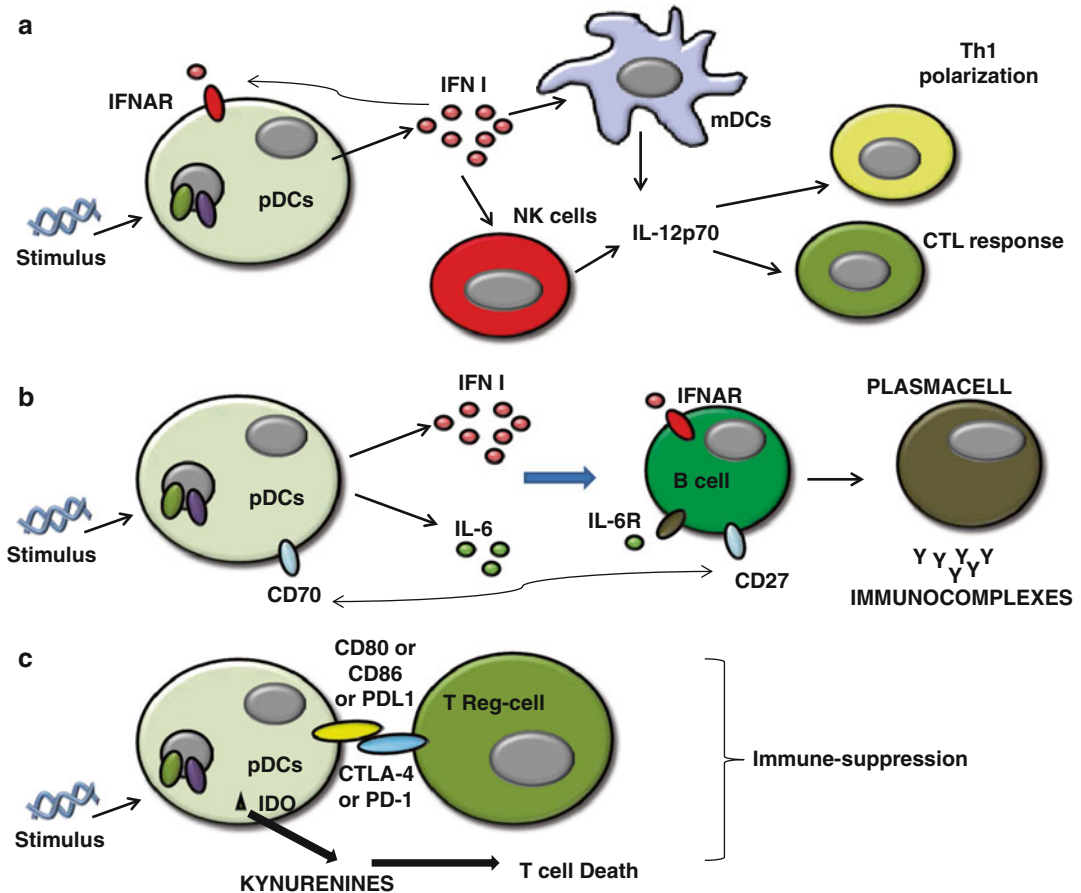 a
IFNAR
IFN I
mDCs
Th1
polarization
pDCs
Stimulus
NK cells
IL-12p70
CTL response
b
IFN I
IFNAR
PLASMACELL
pDCs
B cell
Stimulus
IL-6
IL-6R
CD70
CD27
Y Y Y Y Y Y
IMMUNOCOMPLEXES
c
CD80 or
CD86
or PDL1
T Reg-cell
pDCs
CTLA-4
or PD-1
IDO
Immune-suppression
Stimulus
KYNURENINES
T cell Death